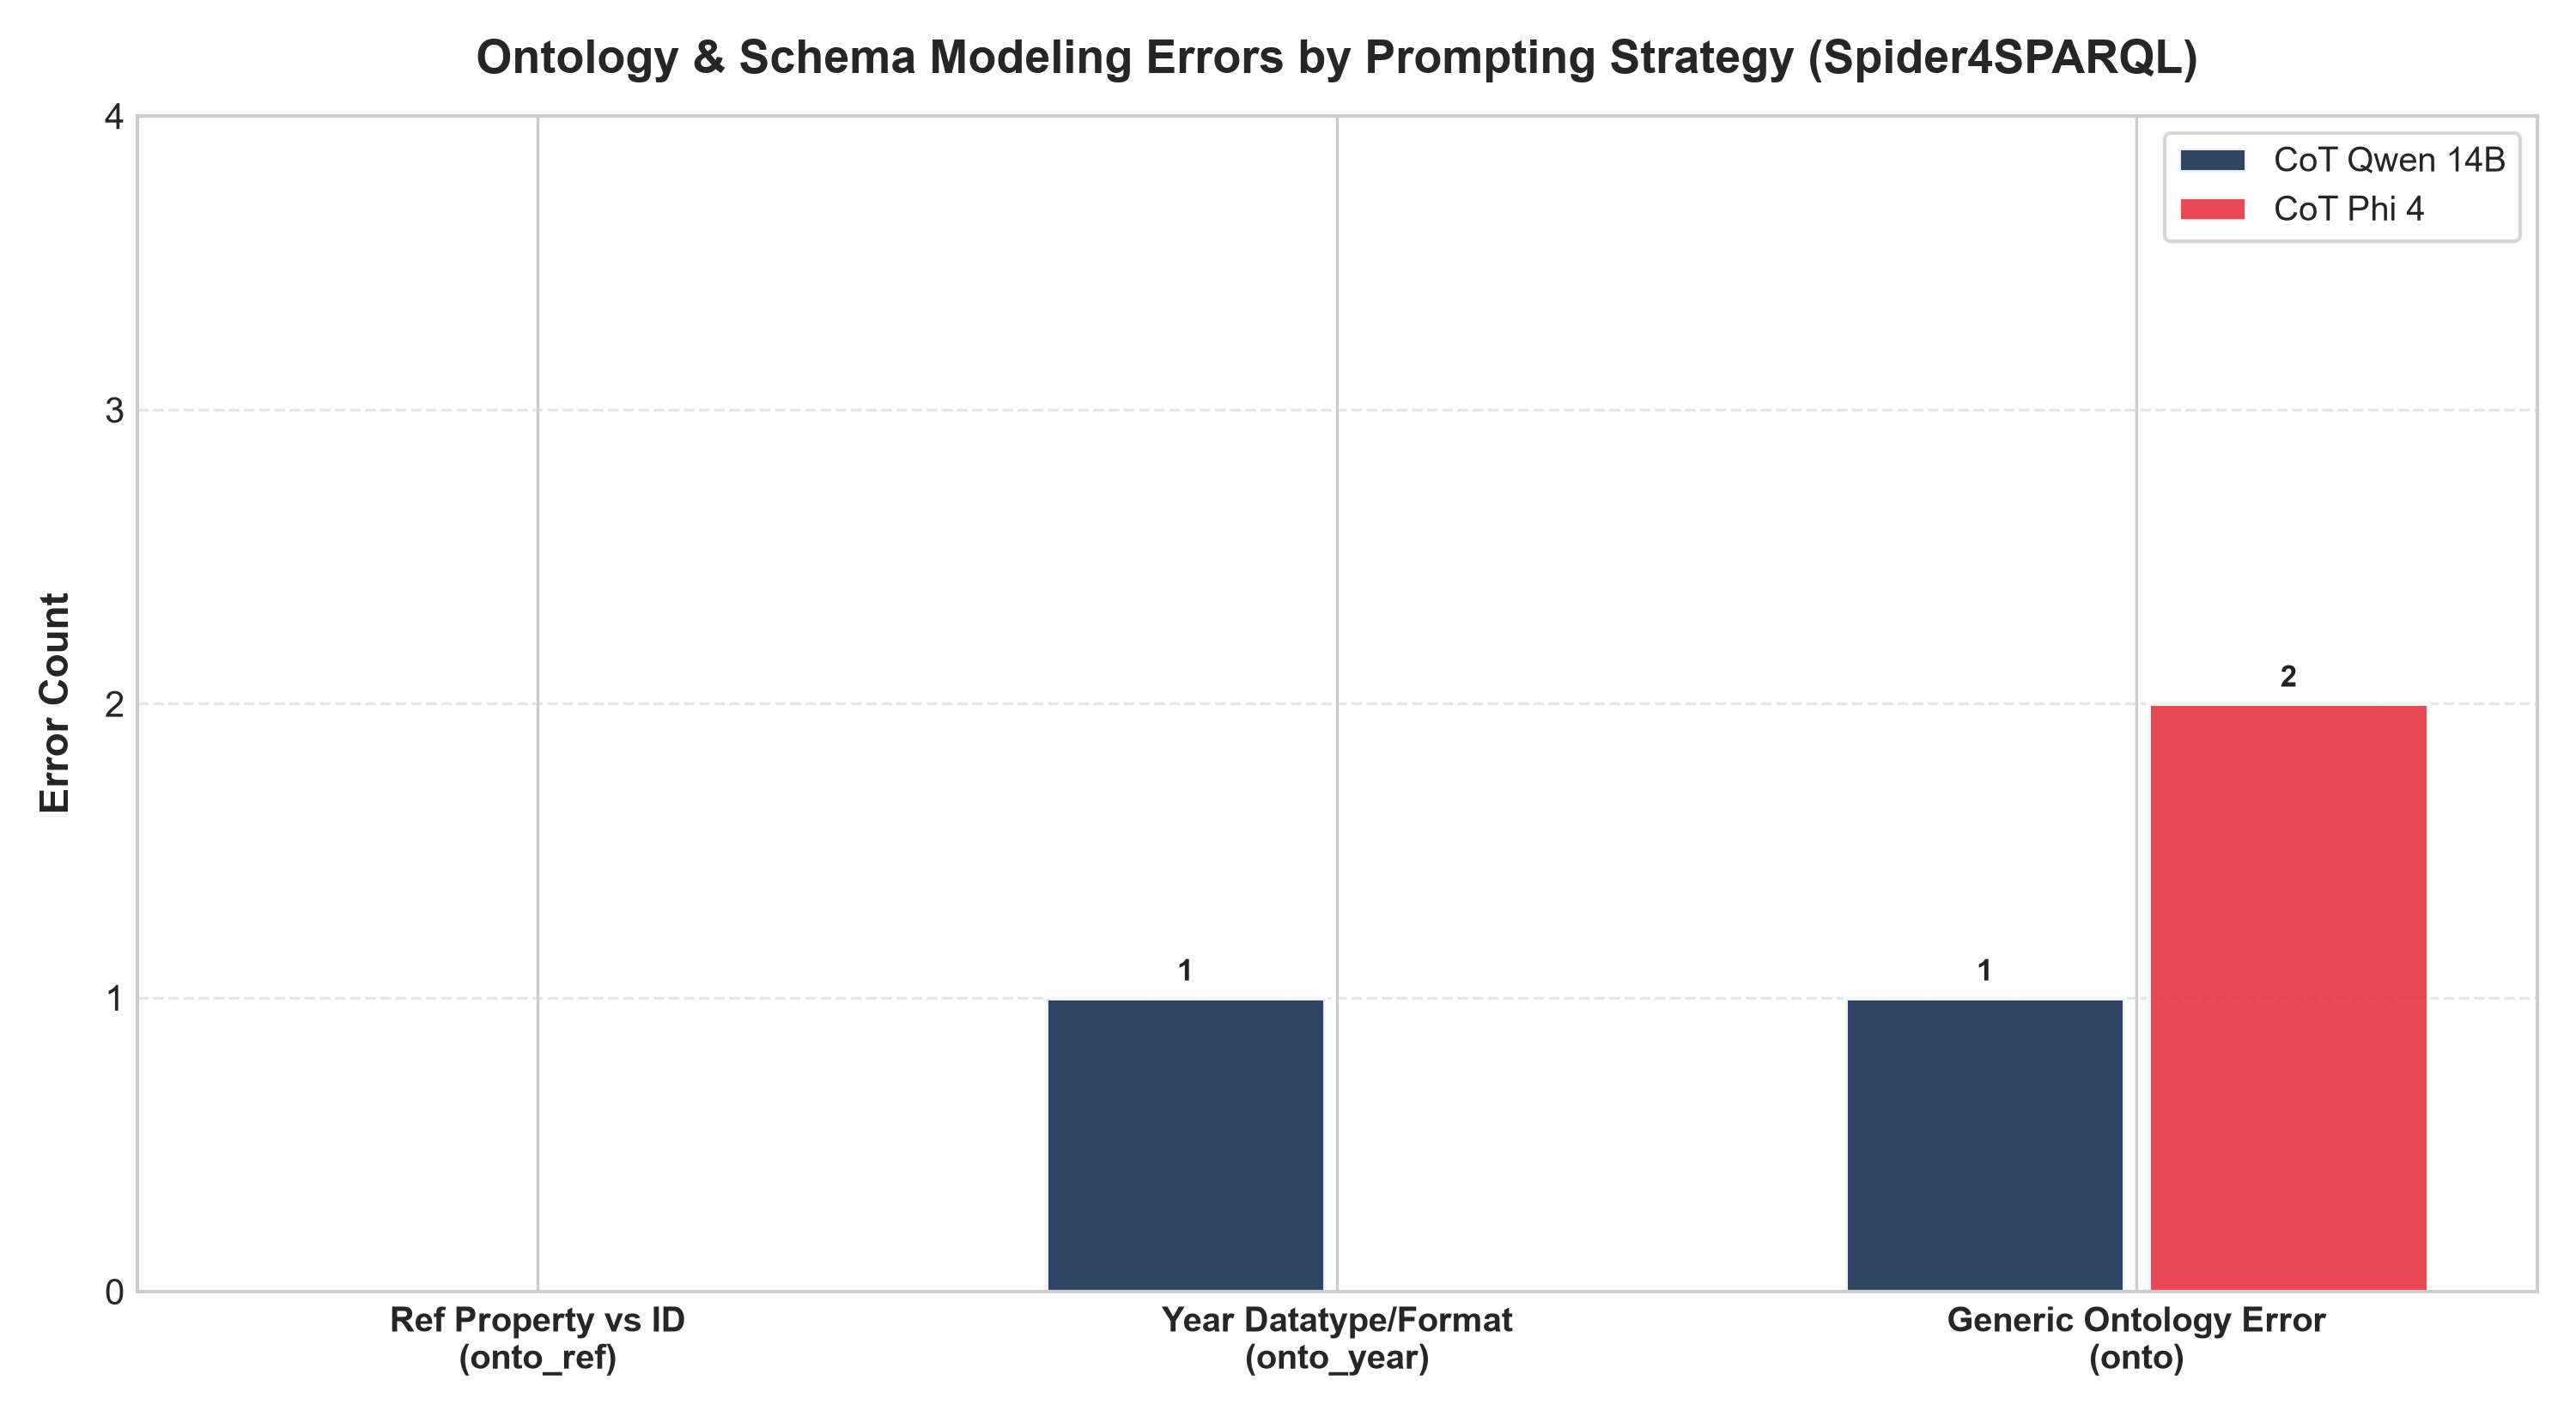 Ontology & Schema Modeling Errors by Prompting Strategy (Spider4SPARQL)
CoT Qwen 14B
CoT Phi 4
Error Count
4
3
2
1
0
1
1
2
Ref Property vs ID
(onto_ref)
Year Datatype/Format
(onto_year)
Generic Ontology Error
(onto)